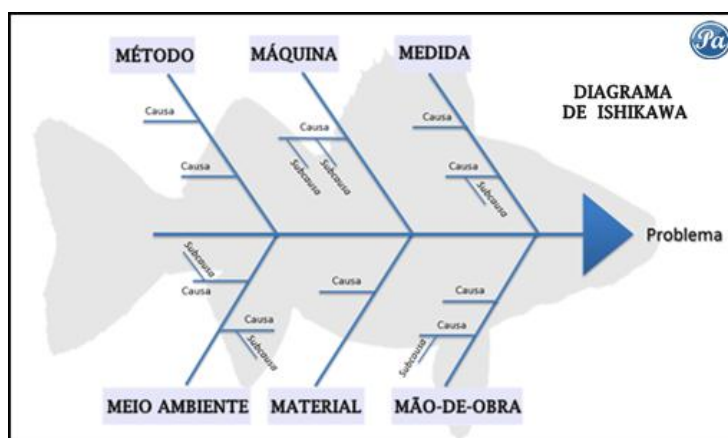 Pa
MÉTODO
MÁQUINA
MEDIDA
DIAGRAMA
DE ISHIKAWA
Causa
Causa
Causa
Subcausa
Subcausa
Causa
Causa
Subcausa
Problema
Subcausa
Causa
Causa
Subcausa
Causa
Causa
Causa
Subcausa
MEIO AMBIENTE
MATERIAL
MÃO-DE-OBRA